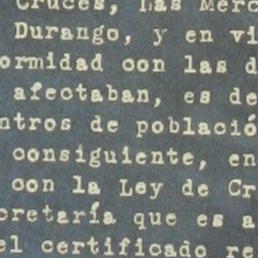 Cruces, Las Merc
Durango, y en vi
ormidad con las d
afectaban, es de
ntros de població
consiguiente, en
con la Ley de Cr
cretaría que es a
el certificado re